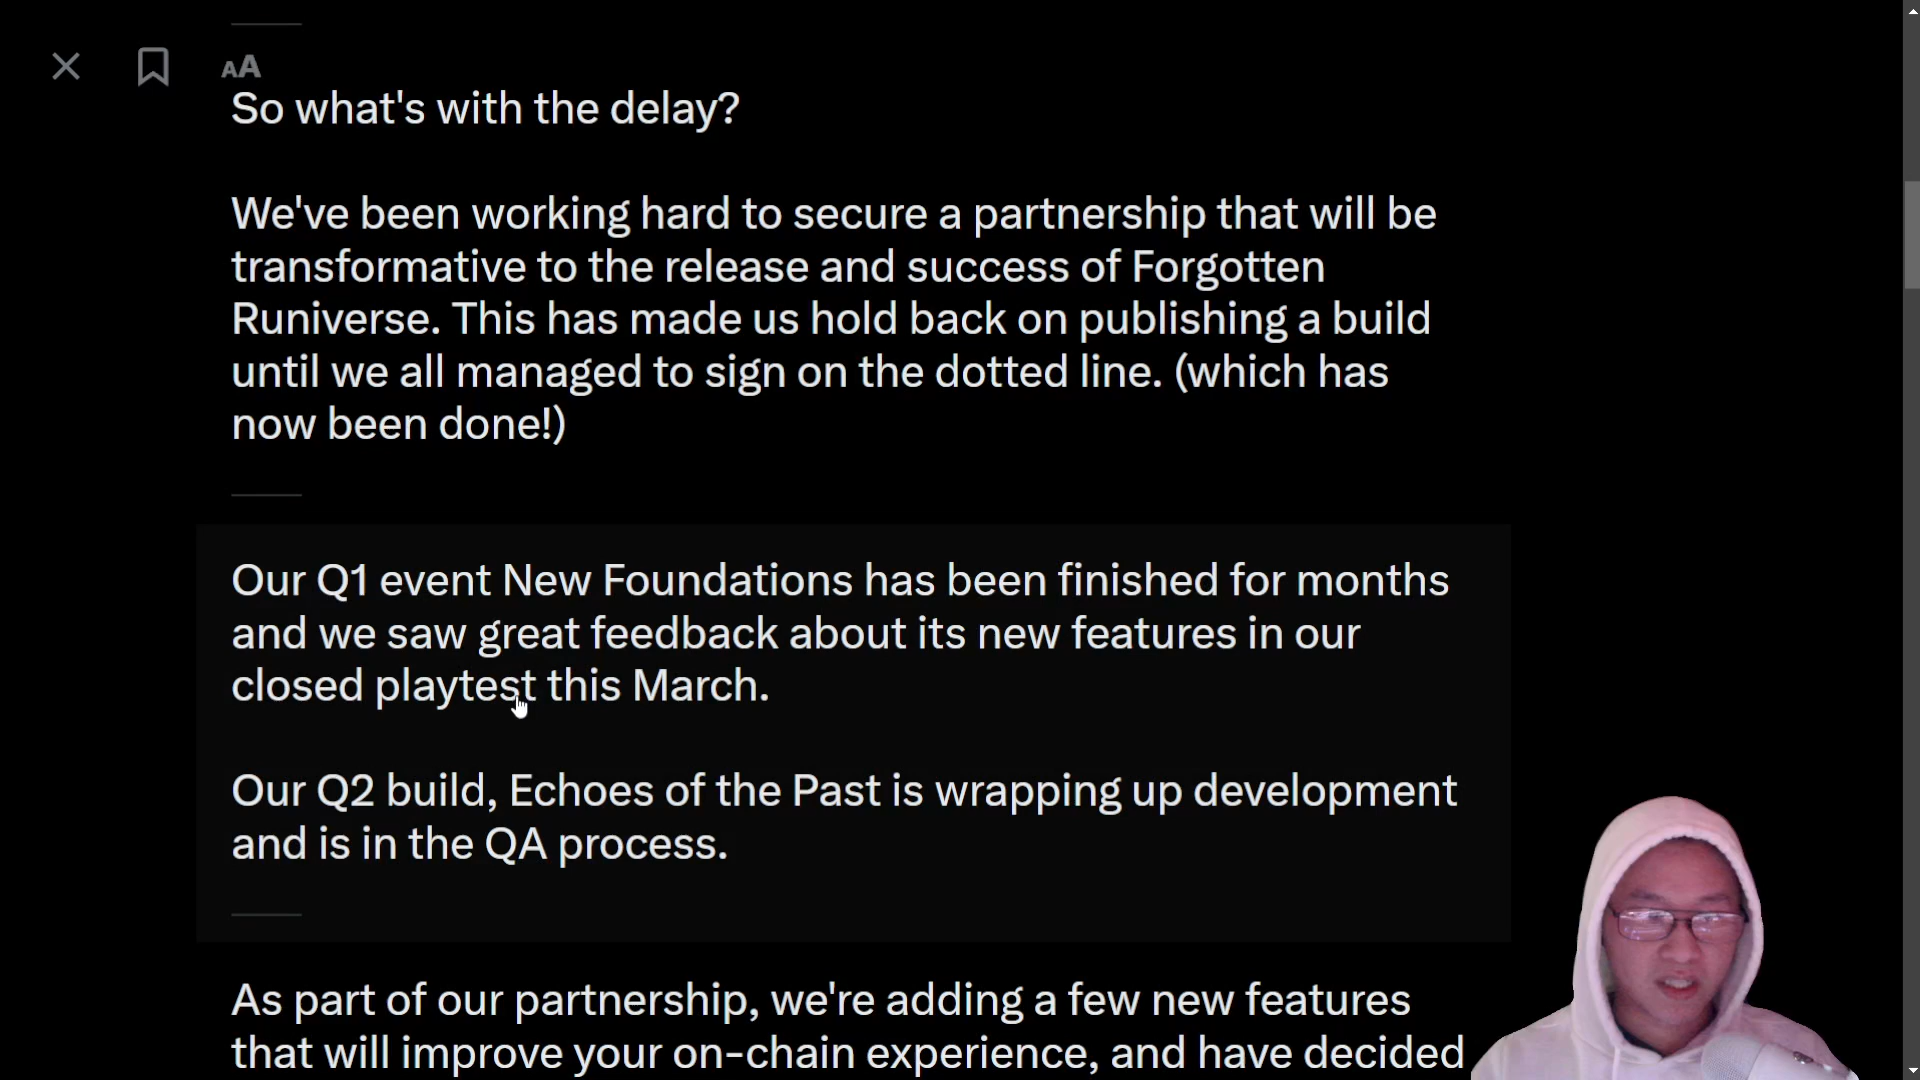 AA
So what's with the delay?
We've been working hard to secure a partnership that will be
transformative to the release and success of Forgotten
Runiverse. This has made us hold back on publishing a build
until we all managed to sign on the dotted line. (which has
now been done!)
Our Q1 event New Foundations has been finished for months
and we saw great feedback about its new features in our
closed playtest this March.
Our Q2 build, Echoes of the Past is wrapping up development
and is in the QA process.
As part of our partnership, we're adding a few new features
that will improve your on-chain experience, and have decided